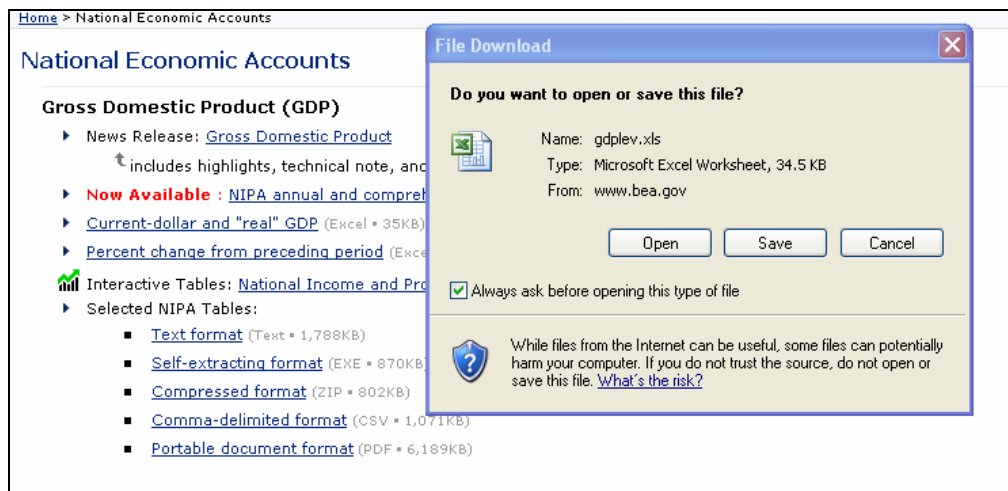 Home > National Economic Accounts
National Economic Accounts
Gross Domestic Product (GDP)
News Release: Gross Domestic Product
includes highlights, technical note, and
Now Available : NIPA annual and
Current-dollar and "real" GDP (Excel • 35KB)
Percent change from preceding period
Interactive Tables: National Income and
Selected NIPA Tables:
Text format (Text • 1,788KB)
Self-extracting format (EXE • 870KB)
Compressed format (ZIP • 802KB)
Comma-delimited format (CSV • 1,071KB)
Portable document format (PDF • 6,189KB)
File Download
Do you want to open or save this file?
Name: gdplev.xls
Type: Microsoft Excel Worksheet, 34.5 KB
From: www.bea.gov
Open Save Cancel
Always ask before opening this type of file
While files from the Internet can be useful, some files can potentially
harm your computer. If you do not trust the source, do not open or
save this file. What's the risk?